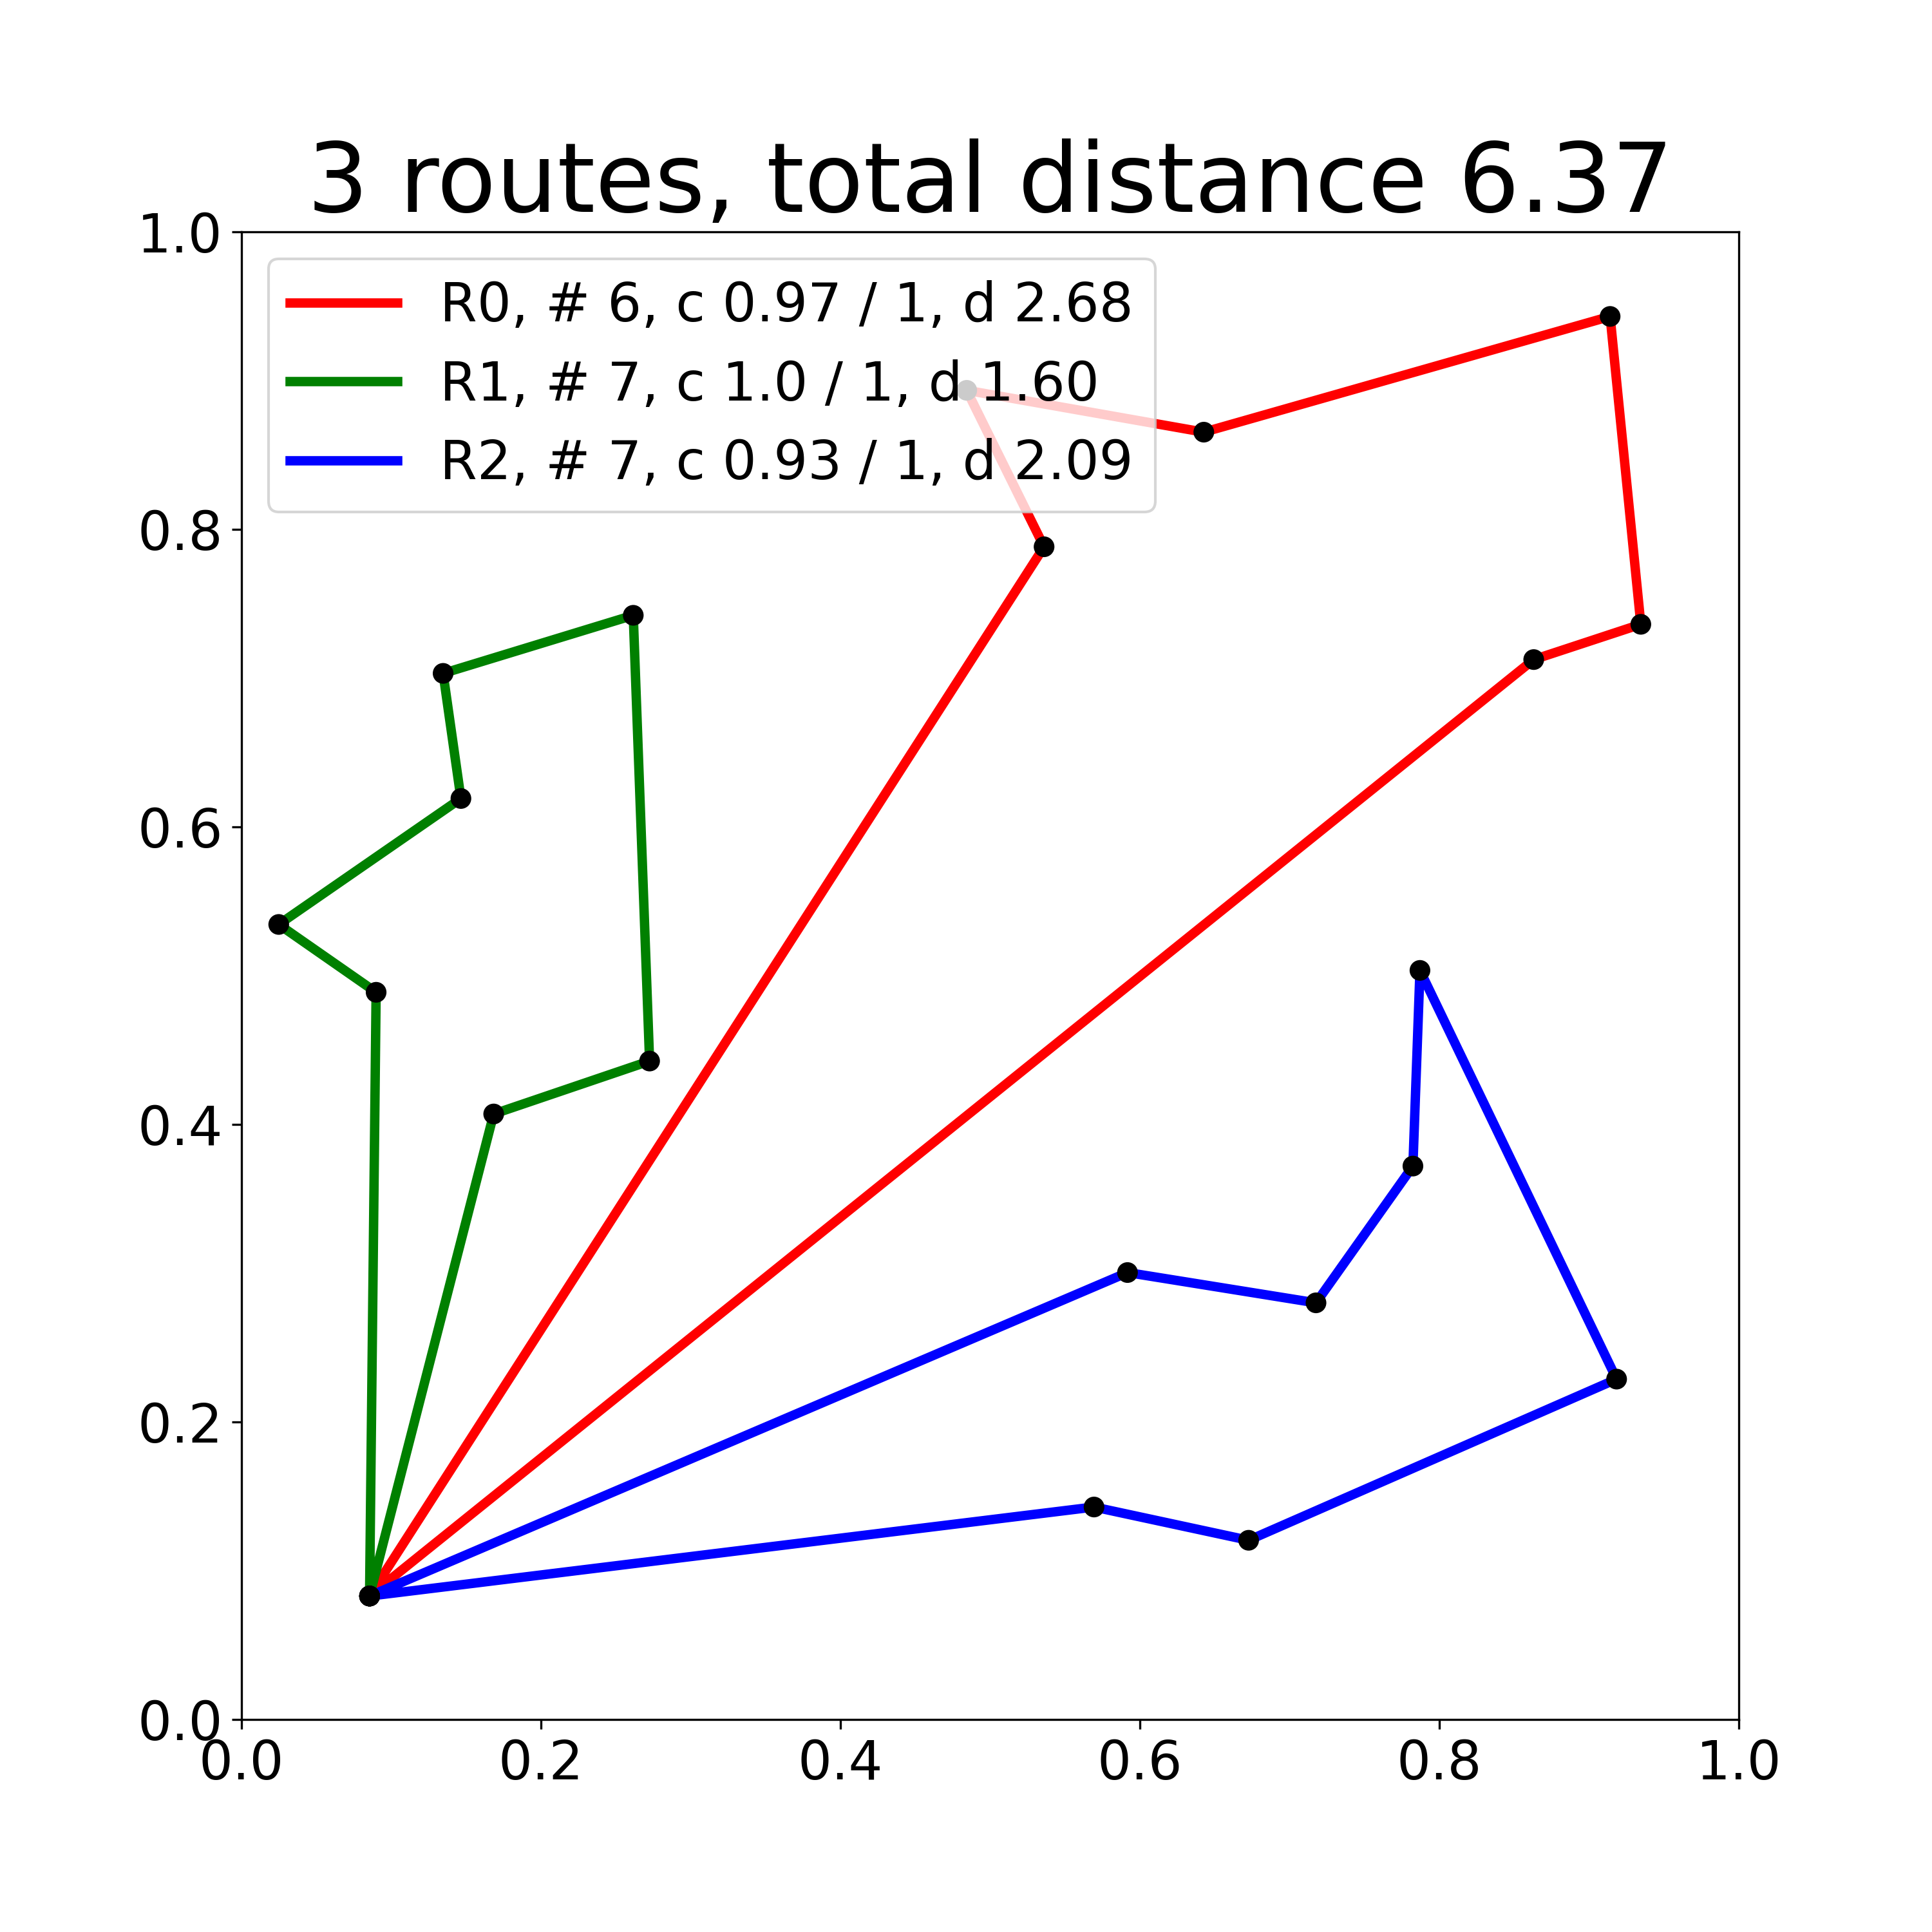 3 routes, total distance 6.37
R0, # 6, c 0.97 / 1, d 2.68
R1, # 7, c 1.0 / 1, d 1.60
R2, # 7, c 0.93 / 1, d 2.09
1.0
0.8
0.6
0.4
0.2
0.0
0.0 0.2 0.4 0.6 0.8 1.0